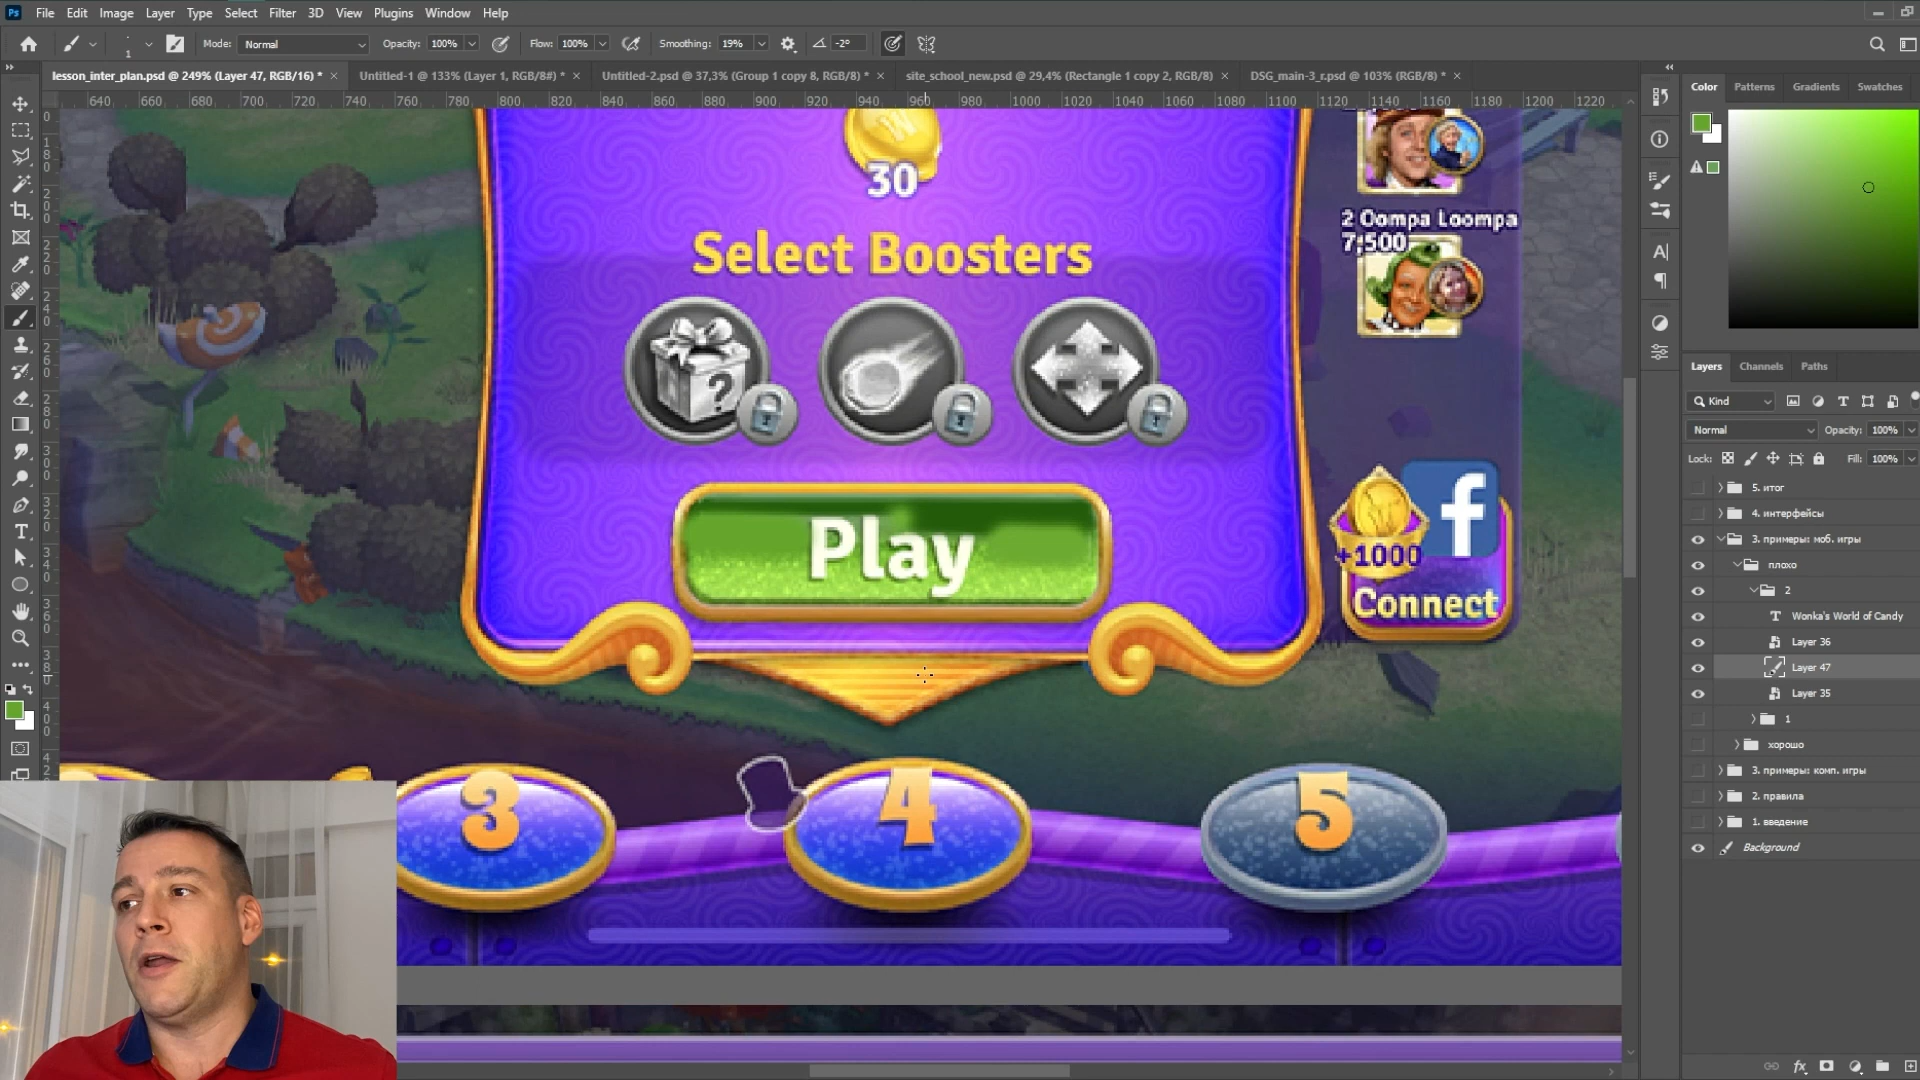 Ps File Edit Image Layer Type Select Filter 3D View Plugins Window Help
1 Mode: Normal Opacity: 100% Flow: 100% Smoothing: 19% -2°
lesson_inter_plan.psd @ 249% (Layer 47, RGB/16) * × Untitled-1 @ 133% (Layer 1, RGB/8#) * × Untitled-2.psd @ 37,3% (Group 1 copy 8, RGB/8) * × site_school_new.psd @ 29,4% (Rectangle 1 copy 2, RGB/8) × DSG_main-3_r.psd @ 103% (RGB/8) * ×
640 660 680 700 720 740 760 780 800 820 840 860 880 900 920 940 960 980 1000 1020 1040 1060 1080 1100 1120 1140 1160 1180 1200 1220
Color Patterns Gradients Swatches
W
30
2 Oompa Loompa
7,500
Select Boosters
?
Play
f
+1000
Connect
3
4
5
Layers Channels Paths
Kind
Normal Opacity: 100%
Lock: Fill: 100%
5. итог
4. интерфейсы
3. примеры: моб. игры
плохо
2
Wonka's World of Candy
Layer 36
Layer 47
Layer 35
1
хорошо
3. примеры: комп. игры
2. правила
1. введение
Background